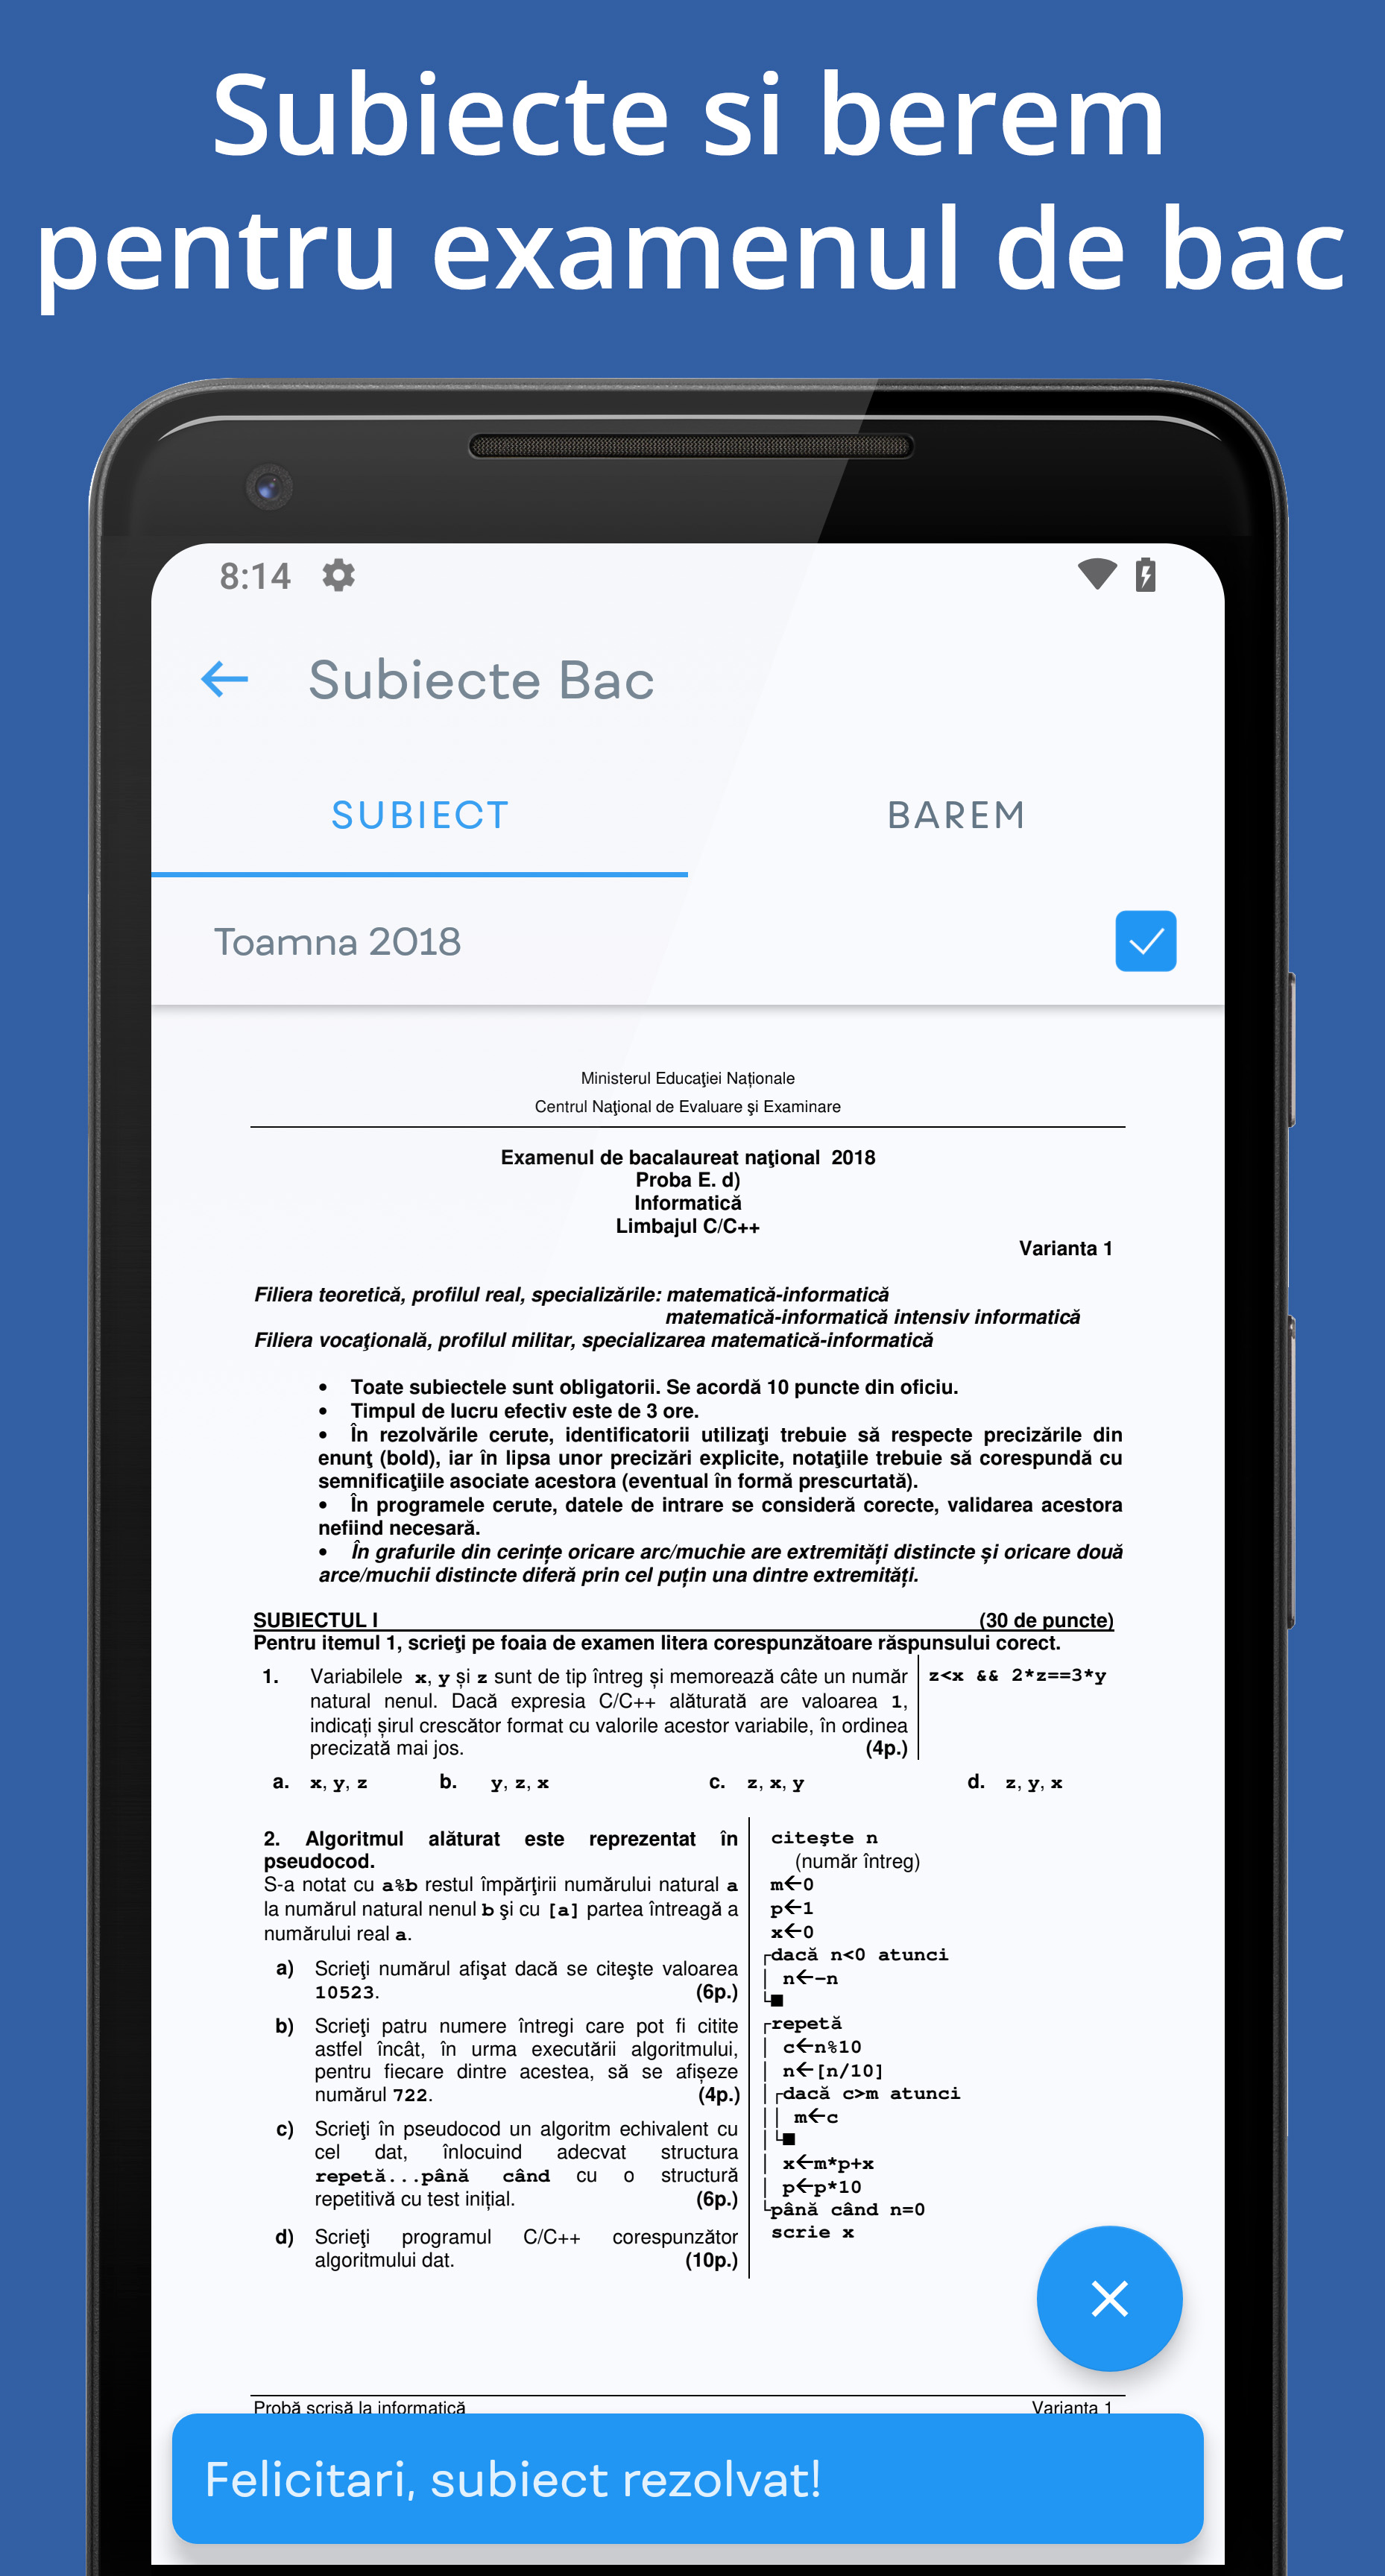 Subiecte si berem
pentru examenul de bac
8:14
Subiecte Bac
SUBIECT
BAREM
Toamna 2018
Ministerul Educaţiei Naționale
Centrul Naţional de Evaluare şi Examinare
Examenul de bacalaureat naţional 2018
Proba E. d)
Informatică
Limbajul C/C++
Varianta 1
Filiera teoretică, profilul real, specializările: matematică-informatică
matematică-informatică intensiv informatică
Filiera vocaţională, profilul militar, specializarea matematică-informatică
• Toate subiectele sunt obligatorii. Se acordă 10 puncte din oficiu.
• Timpul de lucru efectiv este de 3 ore.
• În rezolvările cerute, identificatorii utilizaţi trebuie să respecte precizările din
enunţ (bold), iar în lipsa unor precizări explicite, notaţiile trebuie să corespundă cu
semnificaţiile asociate acestora (eventual în formă prescurtată).
• În programele cerute, datele de intrare se consideră corecte, validarea acestora
nefiind necesară.
• În grafurile din cerințe oricare arc/muchie are extremități distincte și oricare două
arce/muchii distincte diferă prin cel puțin una dintre extremități.
SUBIECTUL I (30 de puncte)
Pentru itemul 1, scrieţi pe foaia de examen litera corespunzătoare răspunsului corect.
1. Variabilele x, y și z sunt de tip întreg și memorează câte un număr
natural nenul. Dacă expresia C/C++ alăturată are valoarea 1,
indicați șirul crescător format cu valorile acestor variabile, în ordinea
precizată mai jos. (4p.)
z<x && 2*z==3*y
a. x, y, z b. y, z, x c. z, x, y d. z, y, x
2. Algoritmul alăturat este reprezentat în
pseudocod.
S-a notat cu a%b restul împărţirii numărului natural a
la numărul natural nenul b şi cu [a] partea întreagă a
numărului real a.
a) Scrieţi numărul afişat dacă se citeşte valoarea
10523. (6p.)
b) Scrieţi patru numere întregi care pot fi citite
astfel încât, în urma executării algoritmului,
pentru fiecare dintre acestea, să se afișeze
numărul 722. (4p.)
c) Scrieţi în pseudocod un algoritm echivalent cu
cel dat, înlocuind adecvat structura
repetă...până când cu o structură
repetitivă cu test inițial. (6p.)
d) Scrieţi programul C/C++ corespunzător
algoritmului dat. (10p.)
citeşte n
(număr întreg)
m←0
p←1
x←0
┌dacă n<0 atunci
│ n←-n
└■
┌repetă
│ c←n%10
│ n←[n/10]
│┌dacă c>m atunci
││ m←c
│└■
│ x←m*p+x
│ p←p*10
└până când n=0
scrie x
Probă scrisă la informatică Varianta 1
Felicitari, subiect rezolvat!